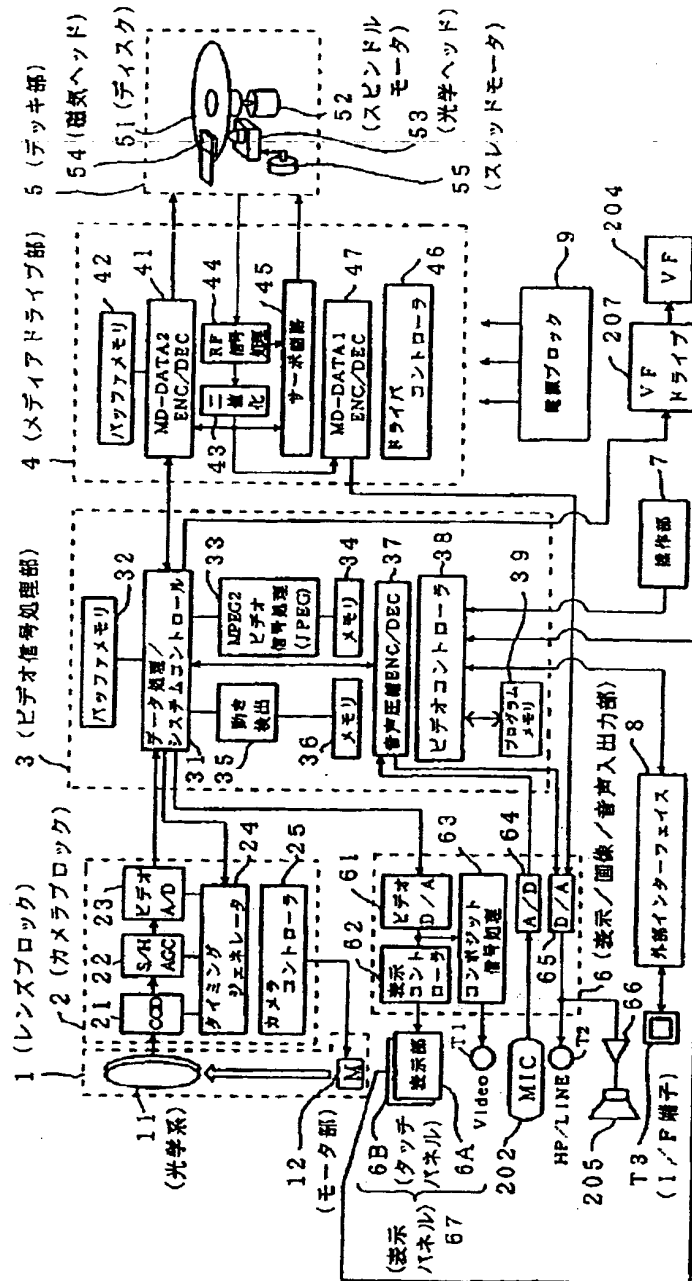 1 (レンズブロック)
2 (カメラブロック)
3 (ビデオ信号処理部)
4 (メディアドライブ部)
5 (デッキ部)
11
(光学系)
21
CCD
22
S/H
AGC
23
ビデオ
A/D
24
タイミング
ジェネレータ
25
カメラ
コントローラ
12
(モータ部)
M
32
バッファメモリ
31
データ処理/
システムコントロール
33
MPEG2
ビデオ
信号処理
(JPEG)
34
メモリ
35
動き
検出
36
メモリ
37
音声圧縮ENC/DEC
38
ビデオコントローラ
39
プログラム
メモリ
42
バッファメモリ
41
MD-DATA2
ENC/DEC
44
RF
信号
処理
43
二値化
45
サーボ回路
47
MD-DATA1
ENC/DEC
46
ドライバ
コントローラ
54 (磁気ヘッド)
51 (ディスク)
52
(スピンドル
モータ)
53
(光学ヘッド)
55
(スレッドモータ)
61
ビデオ
D/A
62
表示
コント
ローラ
63
コンポジット
信号処理
64
A/D
65
D/A
6 (表示/画像/音声入出力部)
6B
(タッチ
パネル)
表示部
6A
(表示
パネル)
67
T1
Video
202
MIC
T2
HP/LINE
66
205
T3
(I/F端子)
8
外部インターフェイス
7
操作部
9
電源ブロック
207
VF
ドライブ
204
VF